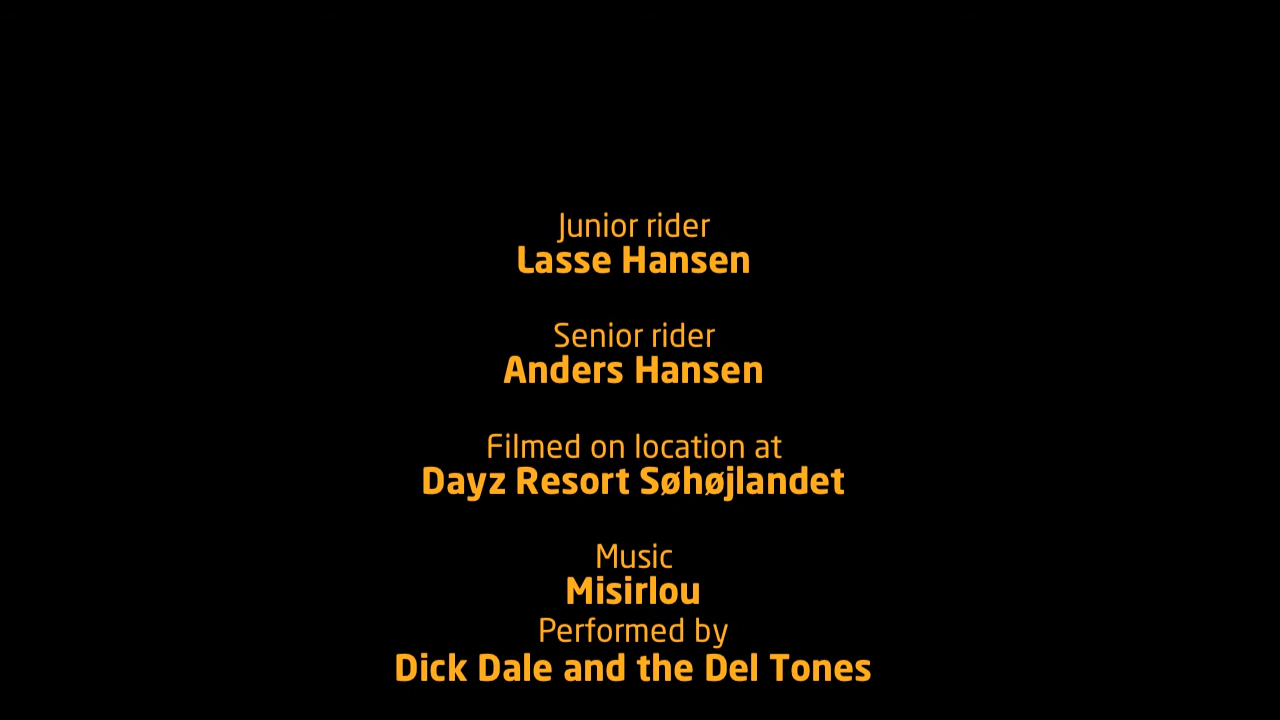 Junior rider
Lasse Hansen
Senior rider
Anders Hansen
Filmed on location at
Dayz Resort Søhøjlandet
Music
Misirlou
Performed by
Dick Dale and the Del Tones